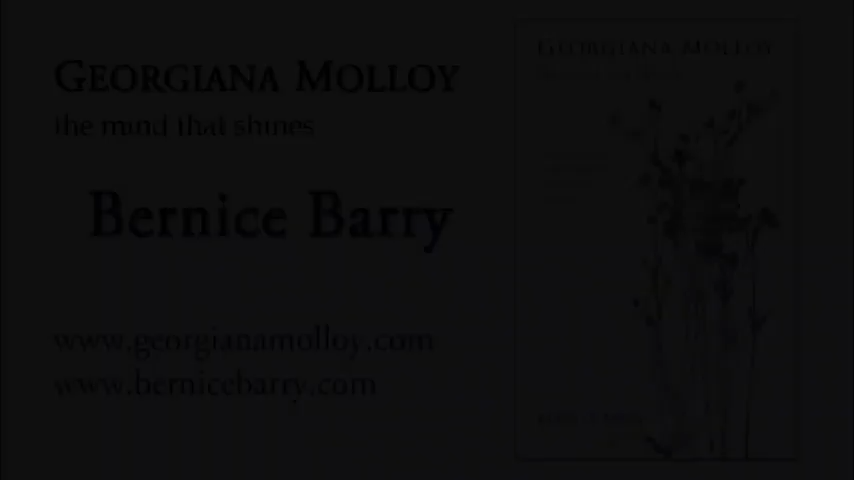 GEORGIANA MOLLOY
the mind that shines
Bernice Barry
www.georgianamolloy.com
www.bernicebarry.com
GEORGIANA MOLLOY